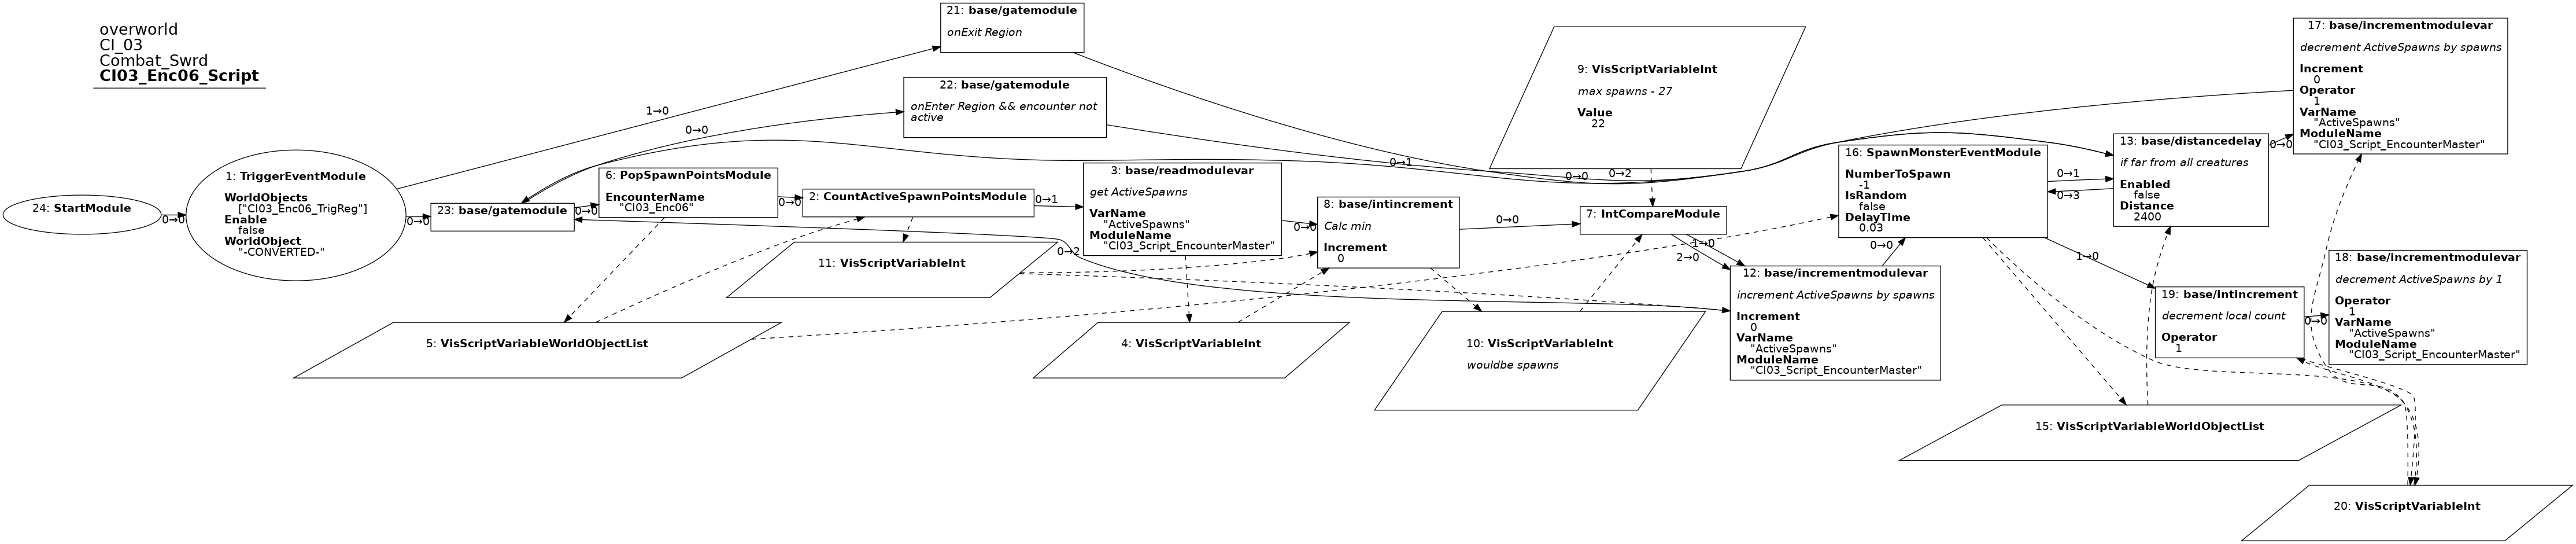 overworld
CI_03
Combat_Swrd
CI03_Enc06_Script
24: StartModule
0→0
1: TriggerEventModule
WorldObjects
["CI03_Enc06_TrigReg"]
Enable
false
WorldObject
"-CONVERTED-"
1→0
0→0
21: base/gatemodule
onExit Region
22: base/gatemodule
onEnter Region && encounter not
active
0→0
23: base/gatemodule
0→0
6: PopSpawnPointsModule
EncounterName
"CI03_Enc06"
0→0
2: CountActiveSpawnPointsModule
0→1
11: VisScriptVariableInt
5: VisScriptVariableWorldObjectList
0→2
3: base/readmodulevar
get ActiveSpawns
VarName
"ActiveSpawns"
ModuleName
"CI03_Script_EncounterMaster"
0→0
4: VisScriptVariableInt
8: base/intincrement
Calc min
Increment
0
0→1
0→0
10: VisScriptVariableInt
wouldbe spawns
9: VisScriptVariableInt
max spawns - 27
Value
22
0→0
0→2
7: IntCompareModule
1→0
2→0
12: base/incrementmodulevar
increment ActiveSpawns by spawns
Increment
0
VarName
"ActiveSpawns"
ModuleName
"CI03_Script_EncounterMaster"
0→0
16: SpawnMonsterEventModule
NumberToSpawn
-1
IsRandom
false
DelayTime
0.03
0→1
0→3
1→0
13: base/distancedelay
if far from all creatures
Enabled
false
Distance
2400
0→0
17: base/incrementmodulevar
decrement ActiveSpawns by spawns
Increment
0
Operator
1
VarName
"ActiveSpawns"
ModuleName
"CI03_Script_EncounterMaster"
19: base/intincrement
decrement local count
Operator
1
0→0
18: base/incrementmodulevar
decrement ActiveSpawns by 1
Operator
1
VarName
"ActiveSpawns"
ModuleName
"CI03_Script_EncounterMaster"
15: VisScriptVariableWorldObjectList
20: VisScriptVariableInt